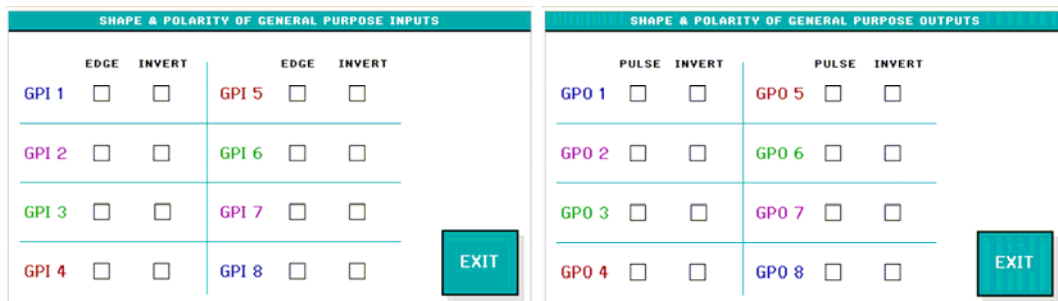 SHAPE & POLARITY OF GENERAL PURPOSE INPUTS
EDGE INVERT EDGE INVERT
GPI 1 GPI 5
GPI 2 GPI 6
GPI 3 GPI 7
GPI 4 GPI 8
EXIT
SHAPE & POLARITY OF GENERAL PURPOSE OUTPUTS
PULSE INVERT PULSE INVERT
GPO 1 GPO 5
GPO 2 GPO 6
GPO 3 GPO 7
GPO 4 GPO 8
EXIT